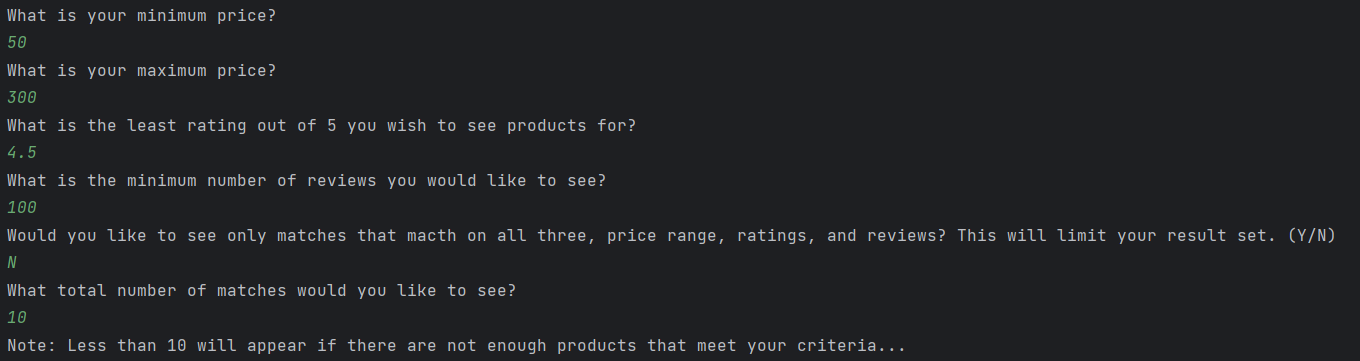 What is your minimum price?
50
What is your maximum price?
300
What is the least rating out of 5 you wish to see products for?
4.5
What is the minimum number of reviews you would like to see?
100
Would you like to see only matches that macth on all three, price range, ratings, and reviews? This will limit your result set. (Y/N)
N
What total number of matches would you like to see?
10
Note: Less than 10 will appear if there are not enough products that meet your criteria...